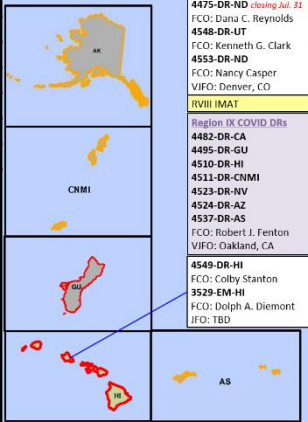 4475-DR-ND closing Jul. 31
FCO: Dana C. Reynolds
4548-DR-UT
FCO: Kenneth G. Clark
4553-DR-ND
FCO: Nancy Casper
VJFO: Denver, CO
RVIII IMAT
Region IX COVID DRs
4482-DR-CA
4495-DR-GU
4510-DR-HI
4511-DR-CNMI
4523-DR-NV
4524-DR-AZ
4537-DR-AS
FCO: Robert J. Fenton
VJFO: Oakland, CA
4549-DR-HI
FCO: Colby Stanton
3529-EM-HI
FCO: Dolph A. Diemont
JFO: TBD
AK
CNMI
GU
HI
AS